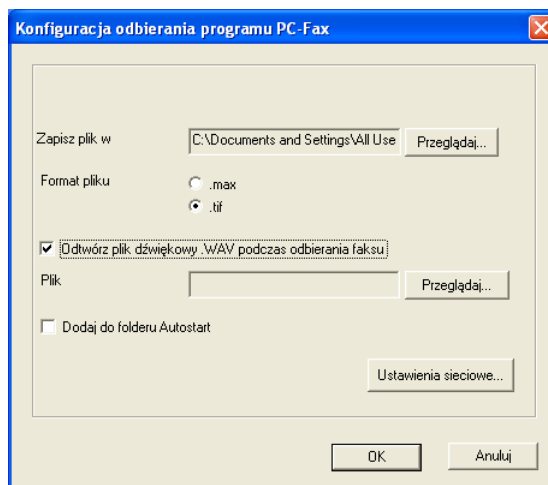 Konfiguracja odbierania programu PC-Fax
Zapisz plik w C:\Documents and Settings\All Use Przeglądaj...
Format pliku .max
.tif
Odtwórz plik dźwiękowy .WAV podczas odbierania faksu
Plik Przeglądaj...
Dodaj do folderu Autostart
Ustawienia sieciowe...
OK Anuluj